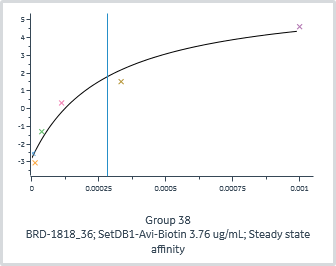 5
4
3
2
1
0
-1
-2
-3
0 0.00025 0.0005 0.00075 0.001
Group 38
BRD-1818_36; SetDB1-Avi-Biotin 3.76 ug/mL; Steady state
affinity